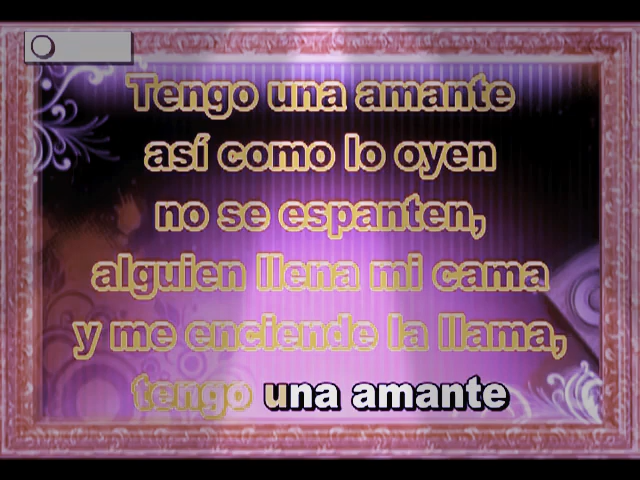 Tengo una amante
así como lo oyen
no se espanten,
alguien llena mi cama
y me enciende la llama,
tengo una amante